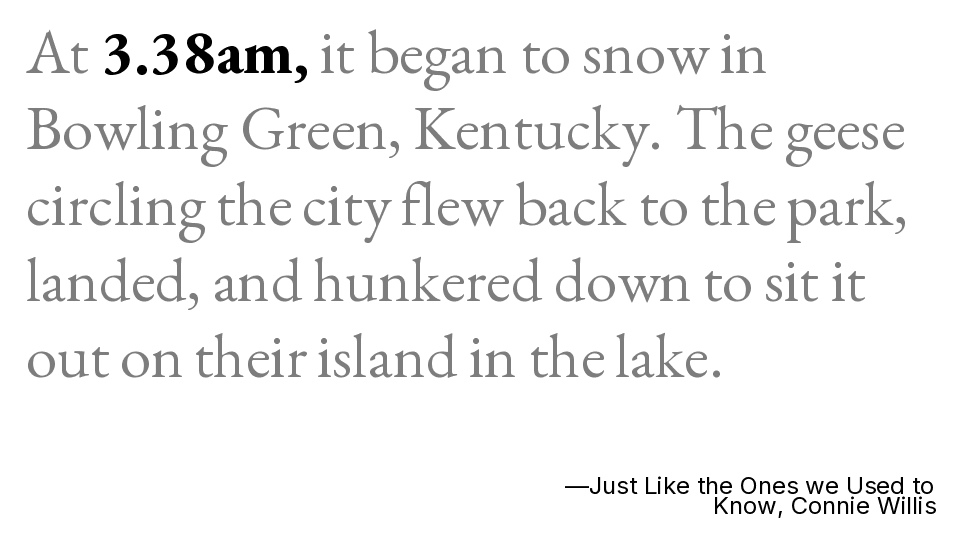 At 3.38am, it began to snow in
Bowling Green, Kentucky. The geese
circling the city flew back to the park,
landed, and hunkered down to sit it
out on their island in the lake.
—Just Like the Ones we Used to
Know, Connie Willis